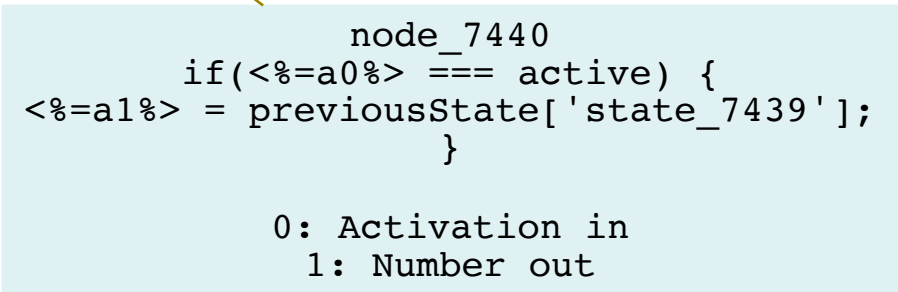 node_7440
if(<%=a0%> === active) {
<%=a1%> = previousState['state_7439'];
}
0: Activation in
1: Number out